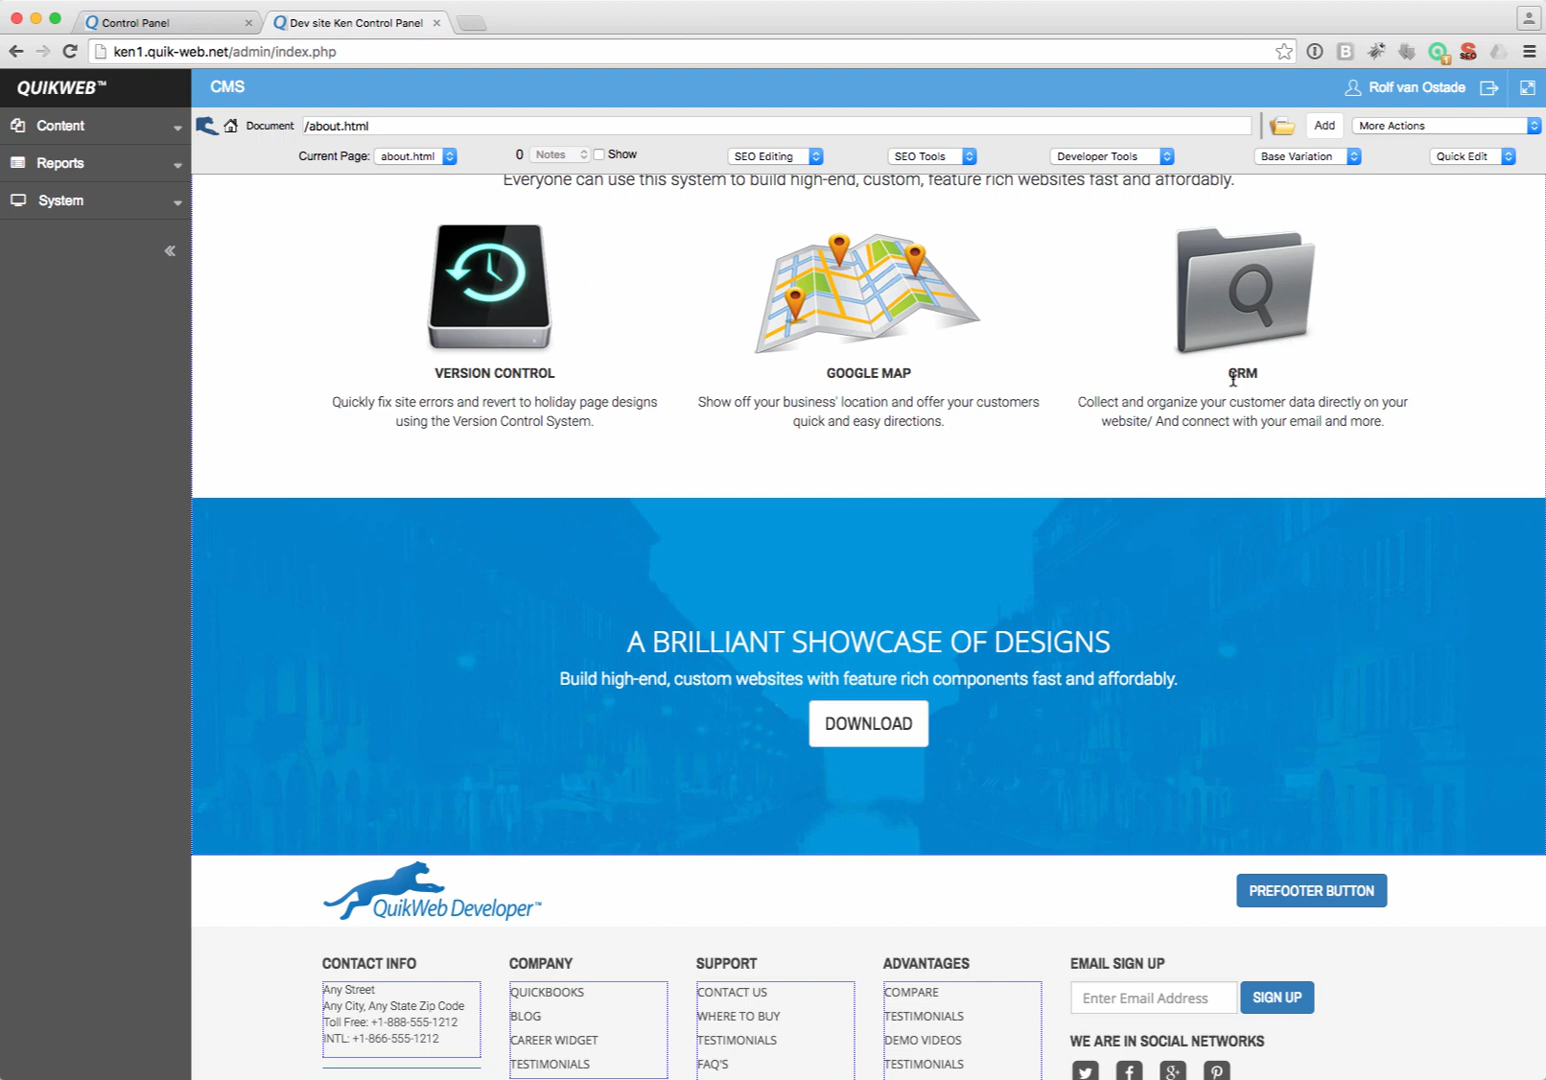 Control Panel
Dev site Ken Control Panel
ken1.quik-web.net/admin/index.php
QUIKWEB™
CMS
Rolf van Ostade
Content
Reports
System
Document /about.html
Add
More Actions
Current Page: about.html
0 Notes Show
SEO Editing
SEO Tools
Developer Tools
Base Variation
Quick Edit
Everyone can use this system to build high-end, custom, feature rich websites fast and affordably.
VERSION CONTROL
Quickly fix site errors and revert to holiday page designs
using the Version Control System.
GOOGLE MAP
Show off your business' location and offer your customers
quick and easy directions.
CRM
Collect and organize your customer data directly on your
website/ And connect with your email and more.
A BRILLIANT SHOWCASE OF DESIGNS
Build high-end, custom websites with feature rich components fast and affordably.
DOWNLOAD
QuikWeb Developer™
PREFOOTER BUTTON
CONTACT INFO
Any Street
Any City, Any State Zip Code
Toll Free: +1-888-555-1212
INTL: +1-866-555-1212
COMPANY
QUICKBOOKS
BLOG
CAREER WIDGET
TESTIMONIALS
SUPPORT
CONTACT US
WHERE TO BUY
TESTIMONIALS
FAQ'S
ADVANTAGES
COMPARE
TESTIMONIALS
DEMO VIDEOS
TESTIMONIALS
EMAIL SIGN UP
Enter Email Address
SIGN UP
WE ARE IN SOCIAL NETWORKS